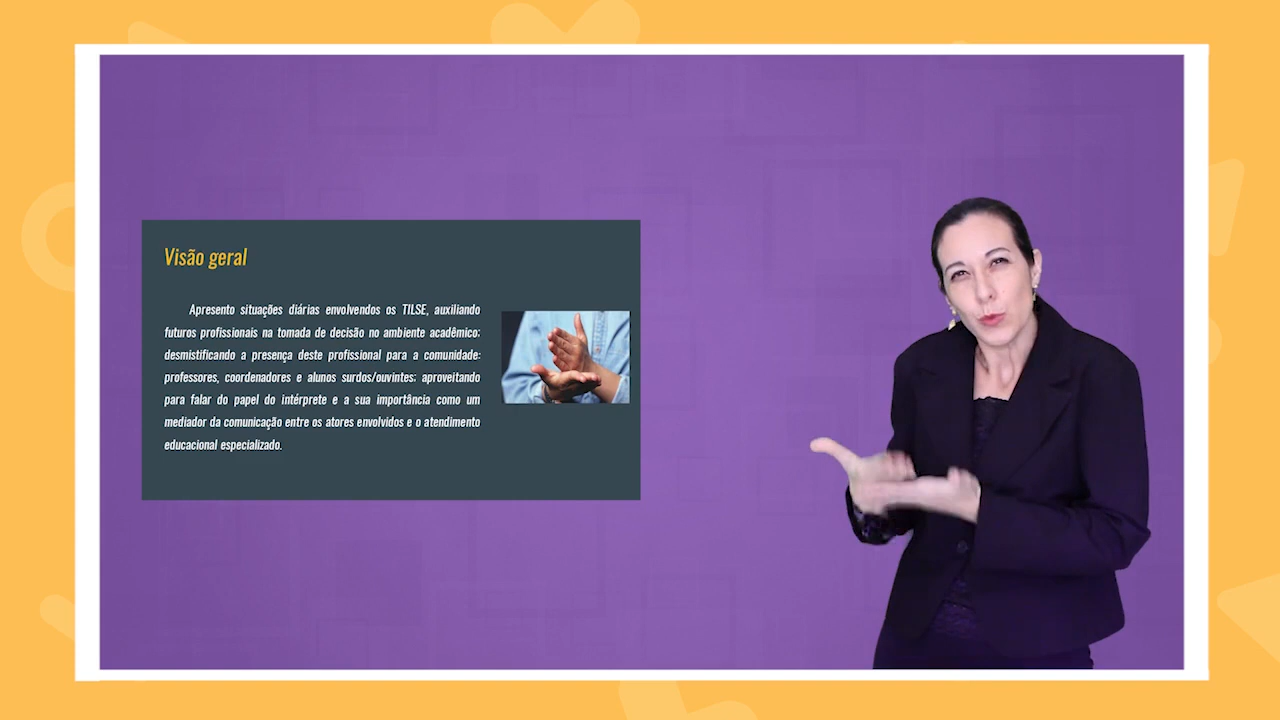 Visão geral
Apresento situações diárias envolvendos os TILSE, auxiliando
futuros profissionais na tomada de decisão no ambiente acadêmico;
desmistificando a presença deste profissional para a comunidade:
professores, coordenadores e alunos surdos/ouvintes; aproveitando
para falar do papel do intérprete e a sua importância como um
mediador da comunicação entre os atores envolvidos e o atendimento
educacional especializado.